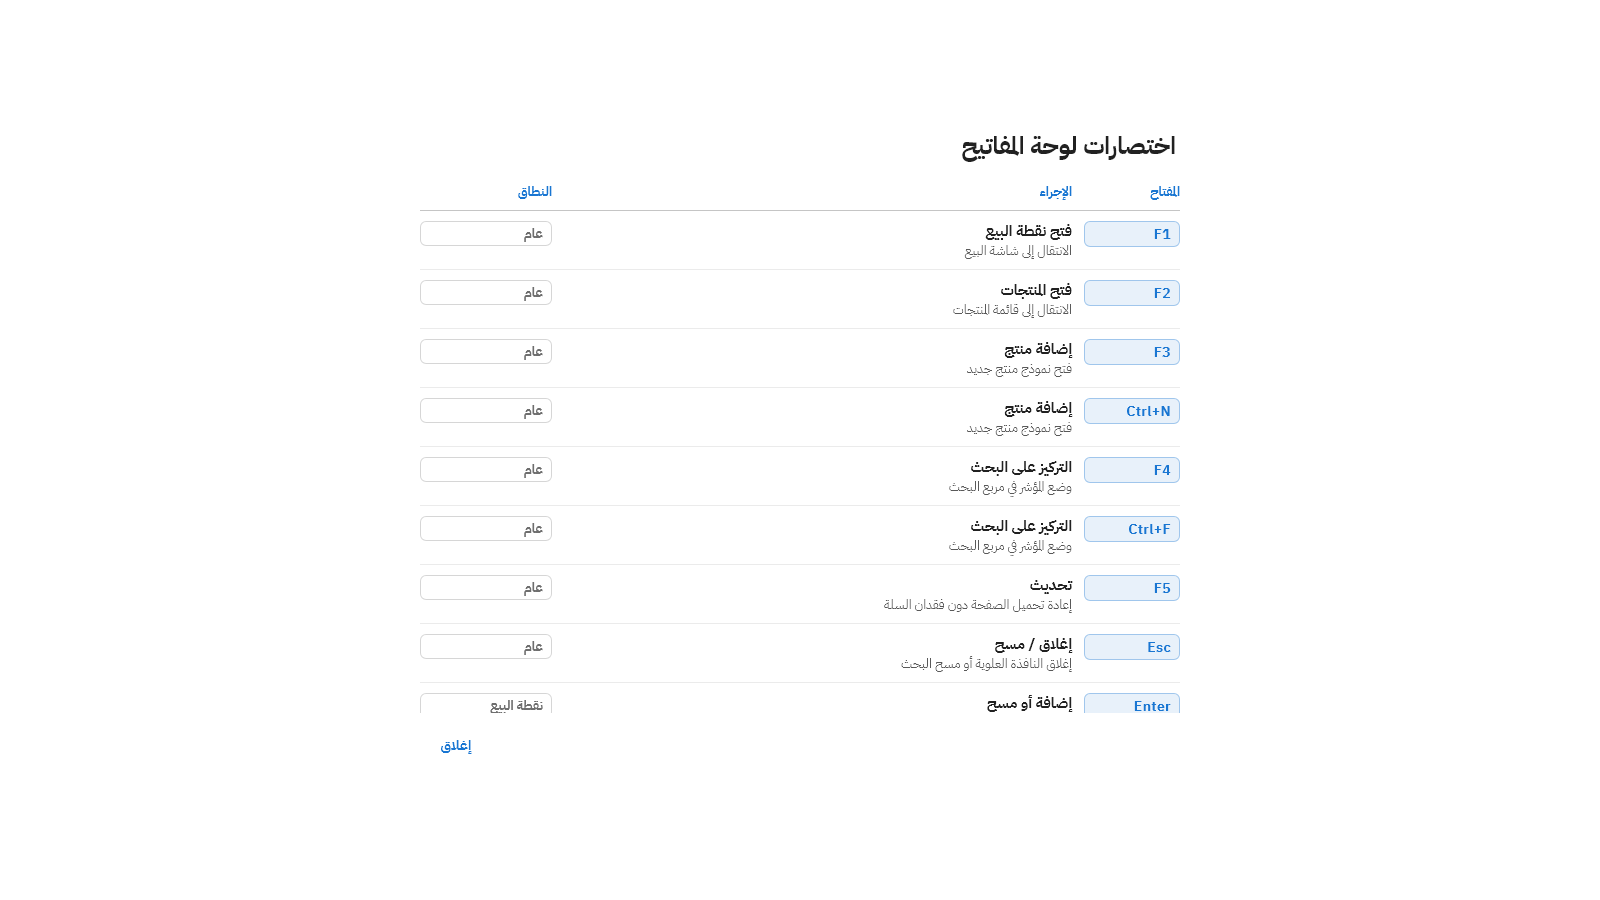 اختصارات لوحة المفاتيح
المفتاح الإجراء النطاق
F1 فتح نقطة البيع عام
الانتقال إلى شاشة البيع
F2 فتح المنتجات عام
الانتقال إلى قائمة المنتجات
F3 إضافة منتج عام
فتح نموذج منتج جديد
Ctrl+N إضافة منتج عام
فتح نموذج منتج جديد
F4 التركيز على البحث عام
وضع المؤشر في مربع البحث
Ctrl+F التركيز على البحث عام
وضع المؤشر في مربع البحث
F5 تحديث عام
إعادة تحميل الصفحة دون فقدان السلة
Esc إغلاق / مسح عام
إغلاق النافذة العلوية أو مسح البحث
Enter إضافة أو مسح نقطة البيع
إغلاق